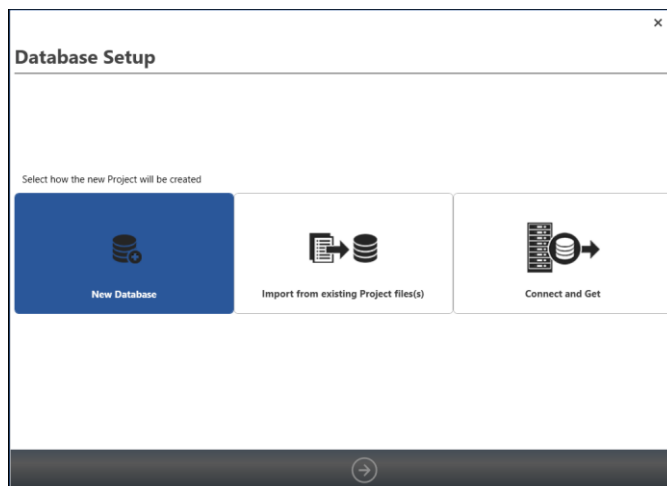 Database Setup
Select how the new Project will be created
New Database
Import from existing Project files(s)
Connect and Get